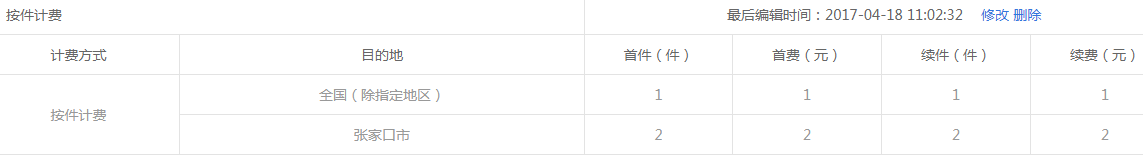 按件计费 最后编辑时间：2017-04-18 11:02:32 修改 删除
计费方式 目的地 首件（件） 首费（元） 续件（件） 续费（元）
全国（除指定地区） 1 1 1 1
按件计费
张家口市 2 2 2 2